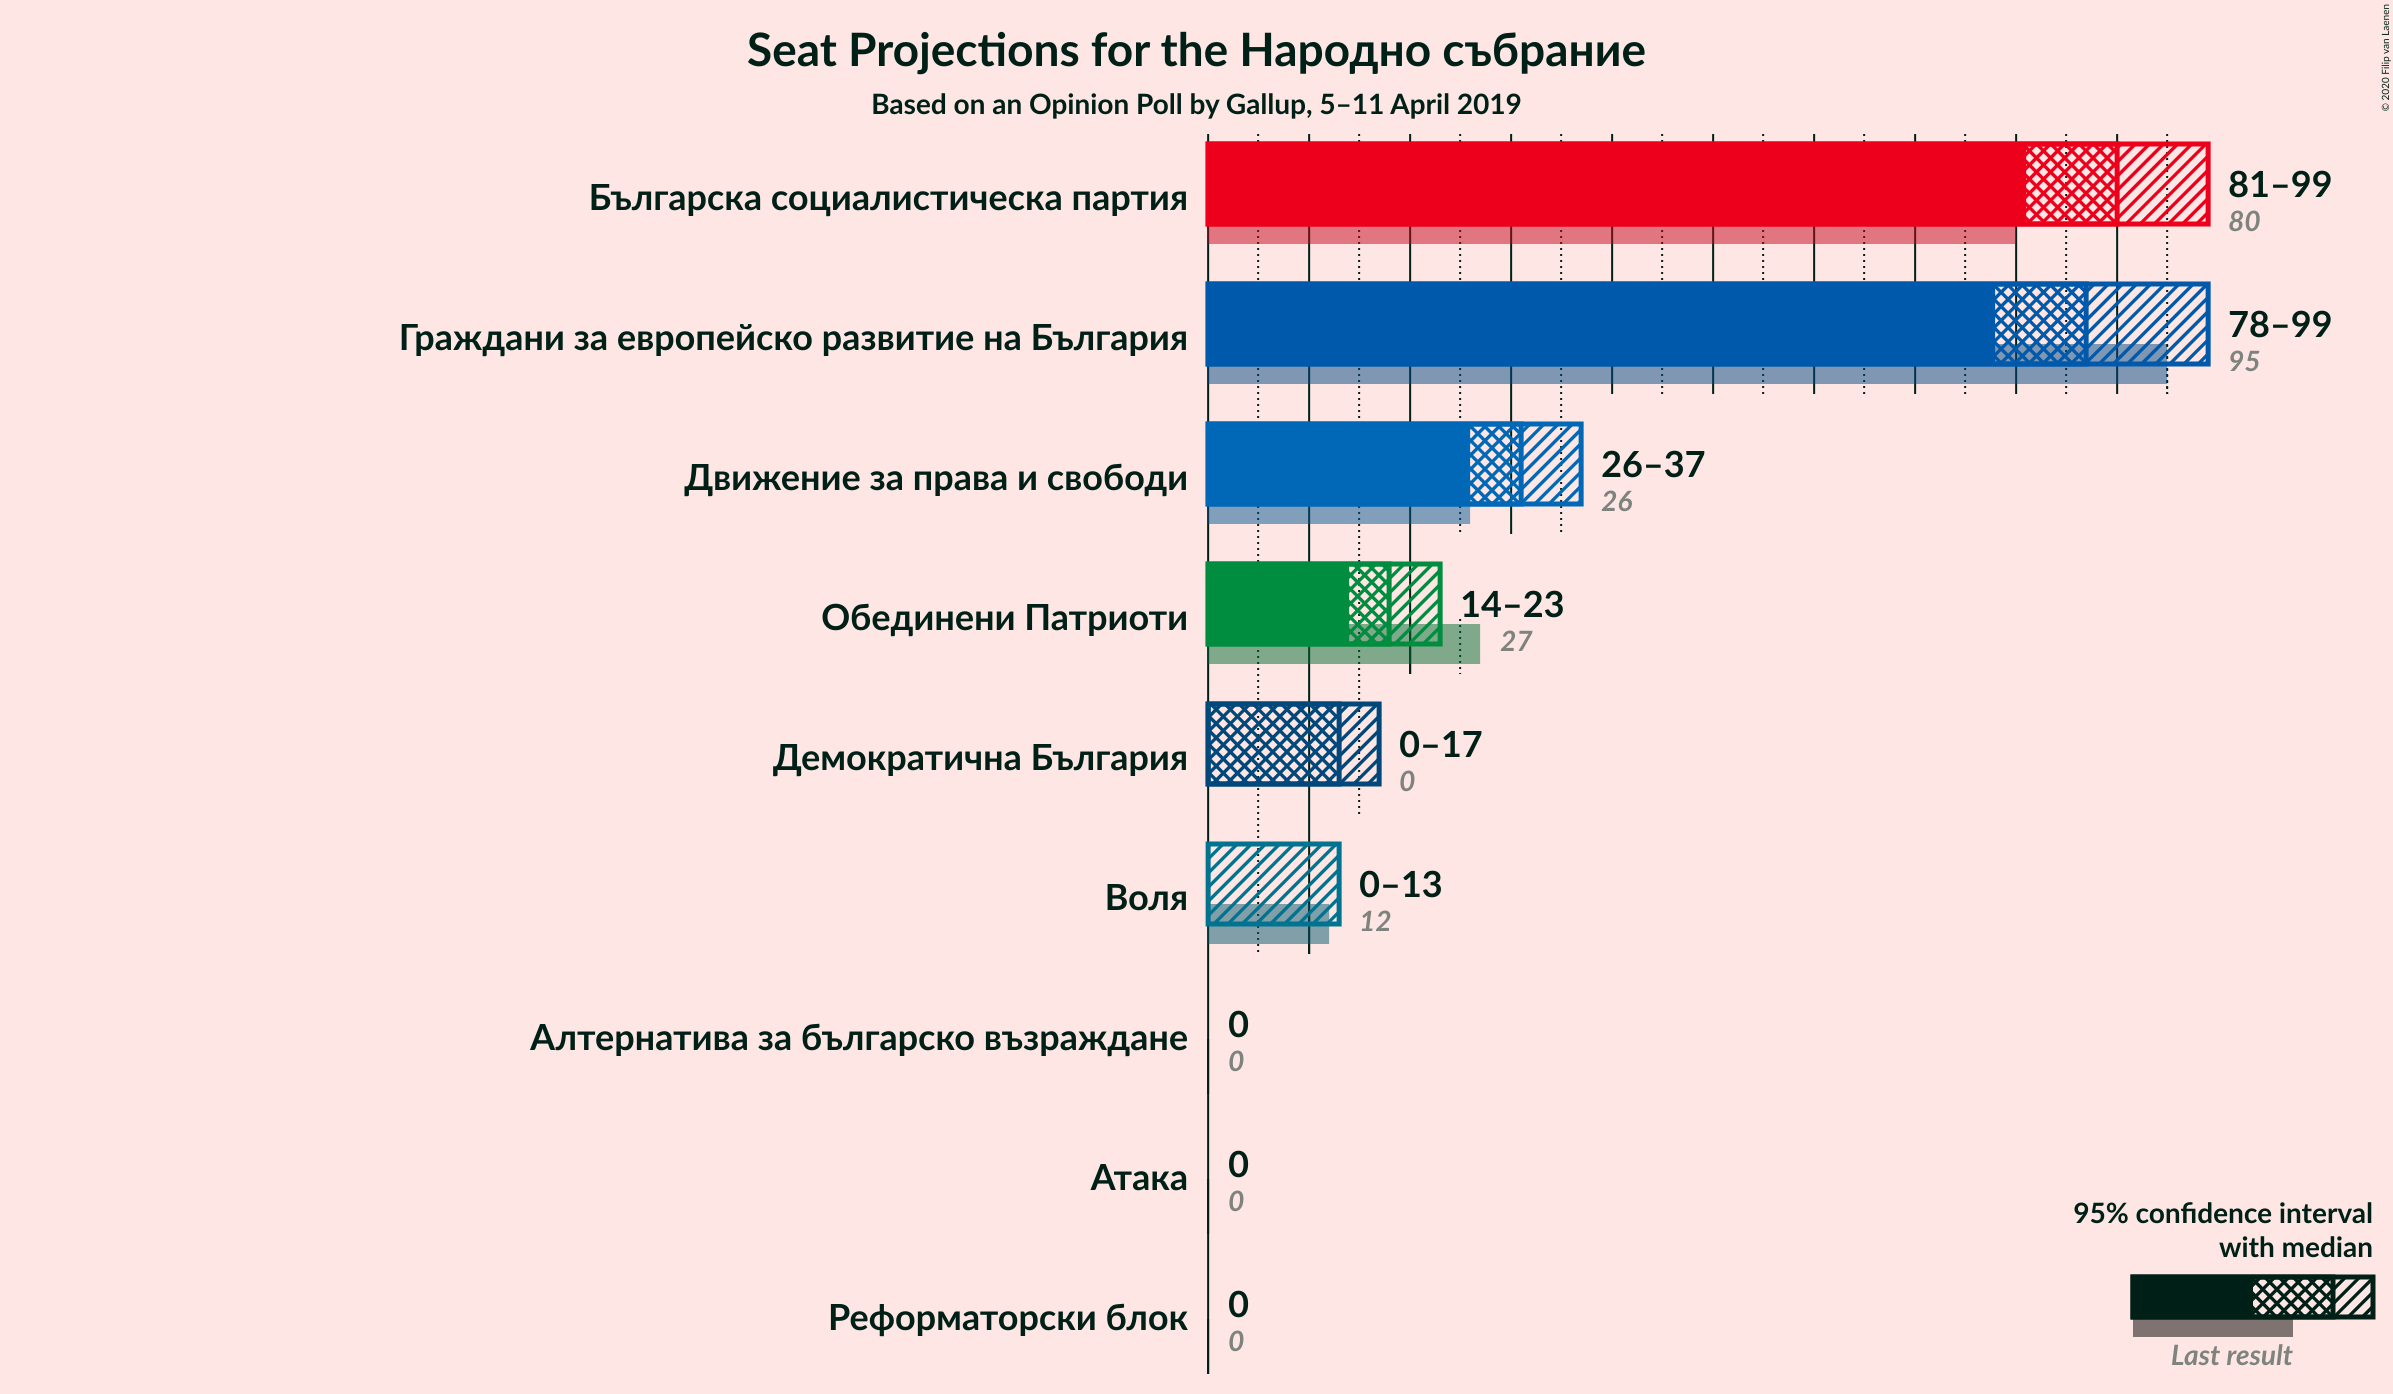 Seat Projections for the Народно събрание
Based on an Opinion Poll by Gallup, 5–11 April 2019
© 2020 Filip van Laenen
Българска социалистическа партия
81–99
80
Граждани за европейско развитие на България
78–99
95
Движение за права и свободи
26–37
26
Обединени Патриоти
14–23
27
Демократична България
0–17
0
Воля
0–13
12
Алтернатива за българско възраждане
0
0
Атака
0
0
Реформаторски блок
0
0
95% confidence interval
with median
Last result